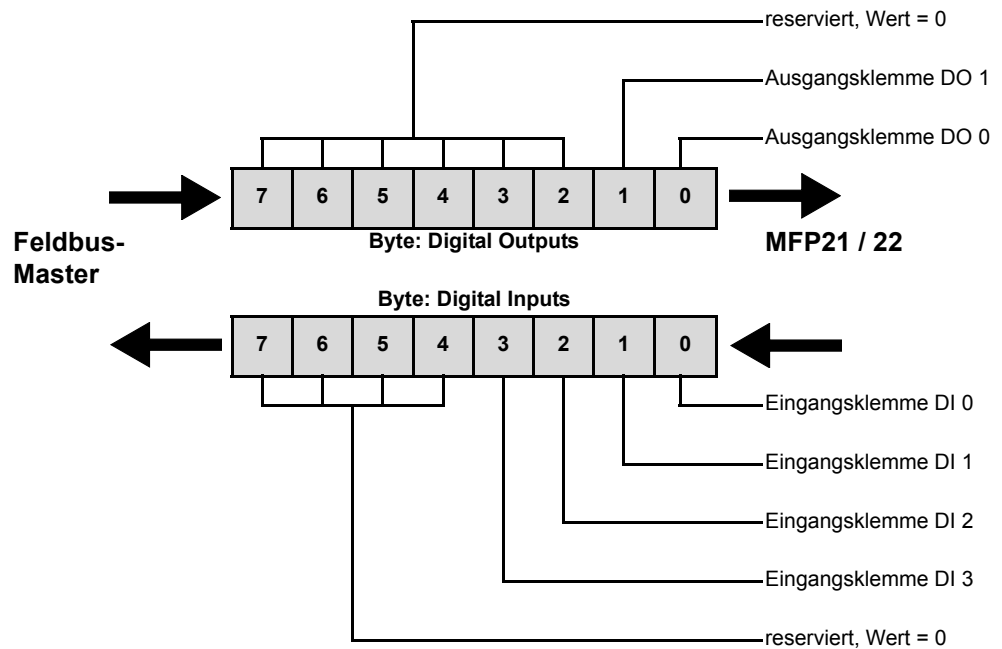 reserviert, Wert = 0
Ausgangsklemme DO 1
Ausgangsklemme DO 0
7 6 5 4 3 2 1 0
Byte: Digital Outputs
Feldbus-
Master
MFP21 / 22
Byte: Digital Inputs
7 6 5 4 3 2 1 0
Eingangsklemme DI 0
Eingangsklemme DI 1
Eingangsklemme DI 2
Eingangsklemme DI 3
reserviert, Wert = 0